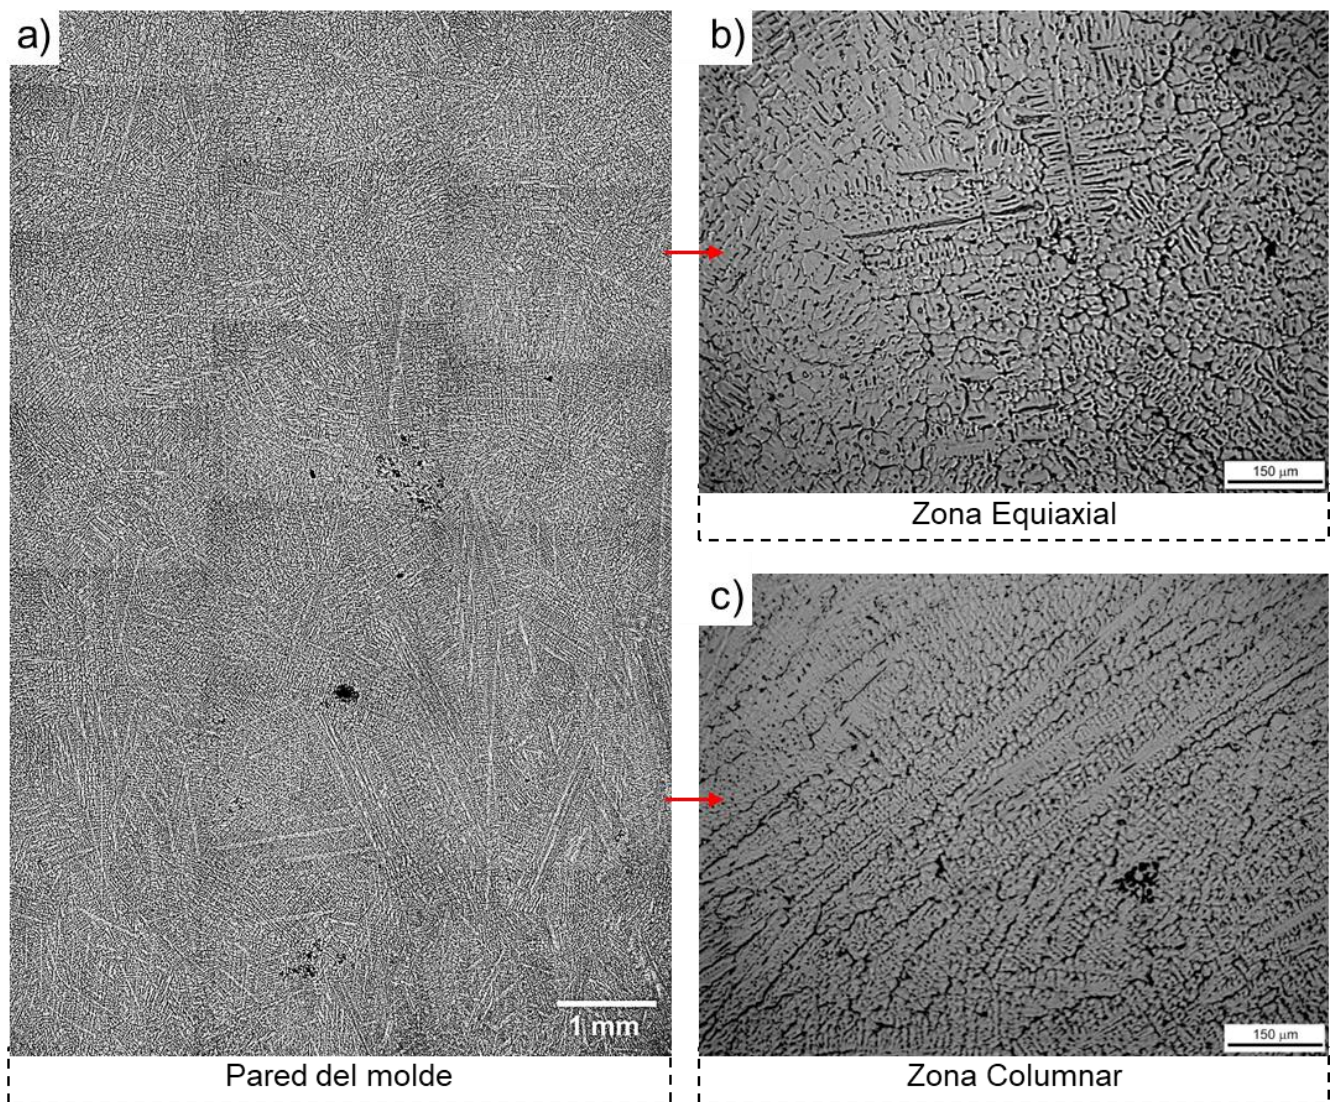 a)
1 mm
Pared del molde
b)
150 μm
Zona Equiaxial
c)
150 μm
Zona Columnar